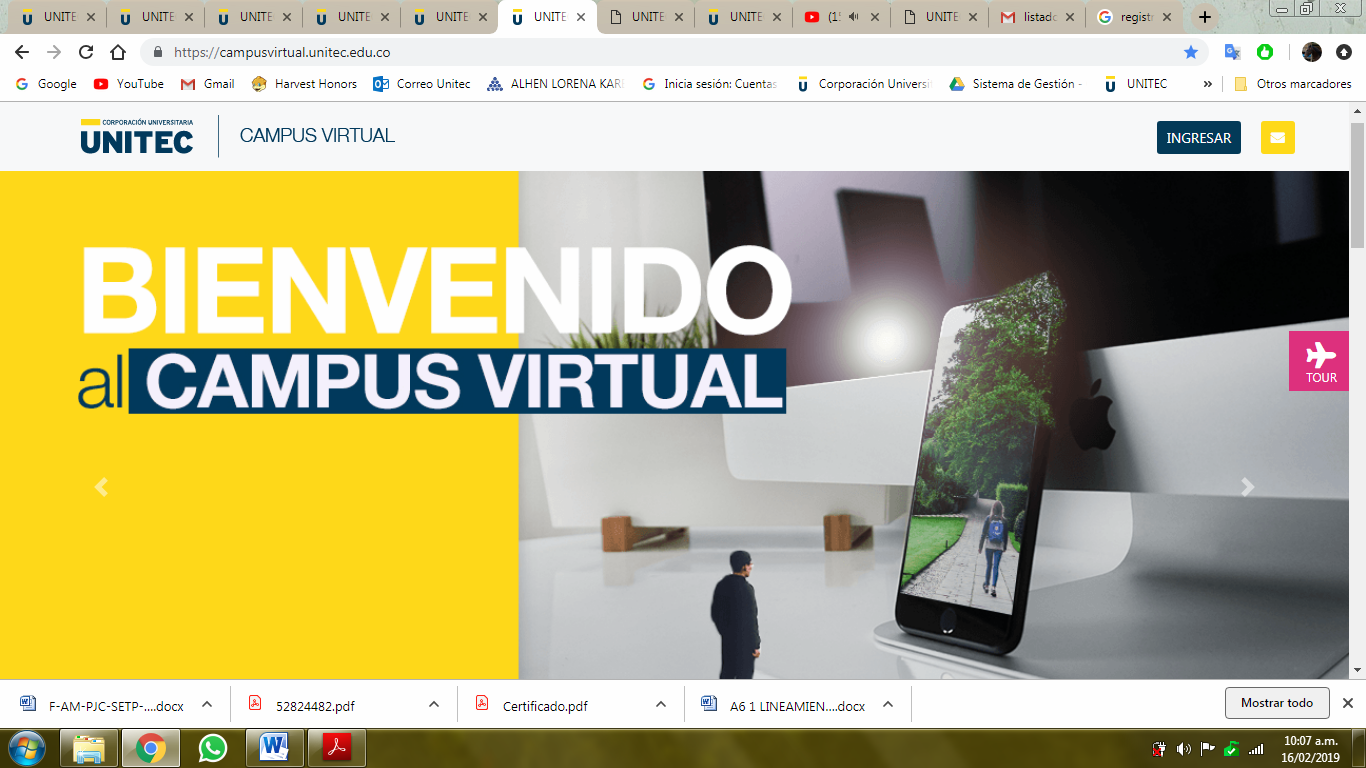 UNITE
UNITE
UNITE
UNITE
UNITE
UNITE
UNITE
UNITE
(15
UNITE
listado
regist
https://campusvirtual.unitec.edu.co
Google
YouTube
Gmail
Harvest Honors
Correo Unitec
ALHEN LORENA KAR
Inicia sesión: Cuentas
Corporación Universi
Sistema de Gestión -
UNITEC
»
Otros marcadores
CORPORACIÓN UNIVERSITARIA
UNITEC
CAMPUS VIRTUAL
INGRESAR
BIENVENIDO
al CAMPUS VIRTUAL
TOUR
F-AM-PJC-SETP-....docx
52824482.pdf
Certificado.pdf
A6 1 LINEAMIEN....docx
Mostrar todo
10:07 a.m.
16/02/2019